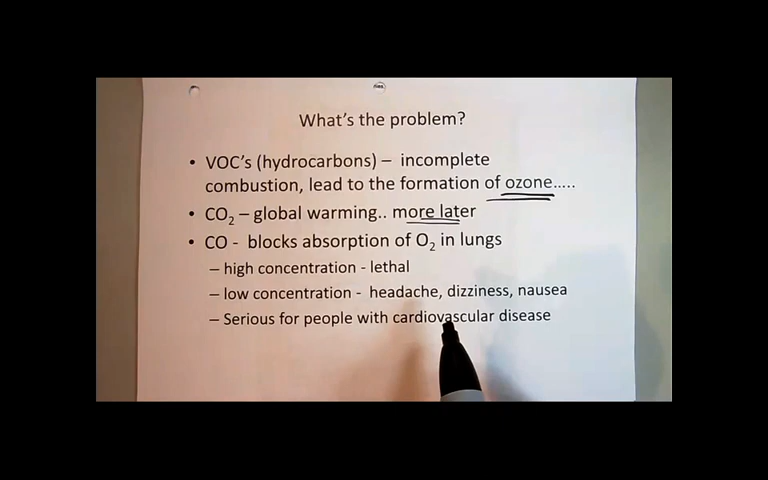 What's the problem?
• VOC's (hydrocarbons) – incomplete
combustion, lead to the formation of ozone.....
• CO₂ – global warming.. more later
• CO - blocks absorption of O₂ in lungs
– high concentration - lethal
– low concentration - headache, dizziness, nausea
– Serious for people with cardiovascular disease